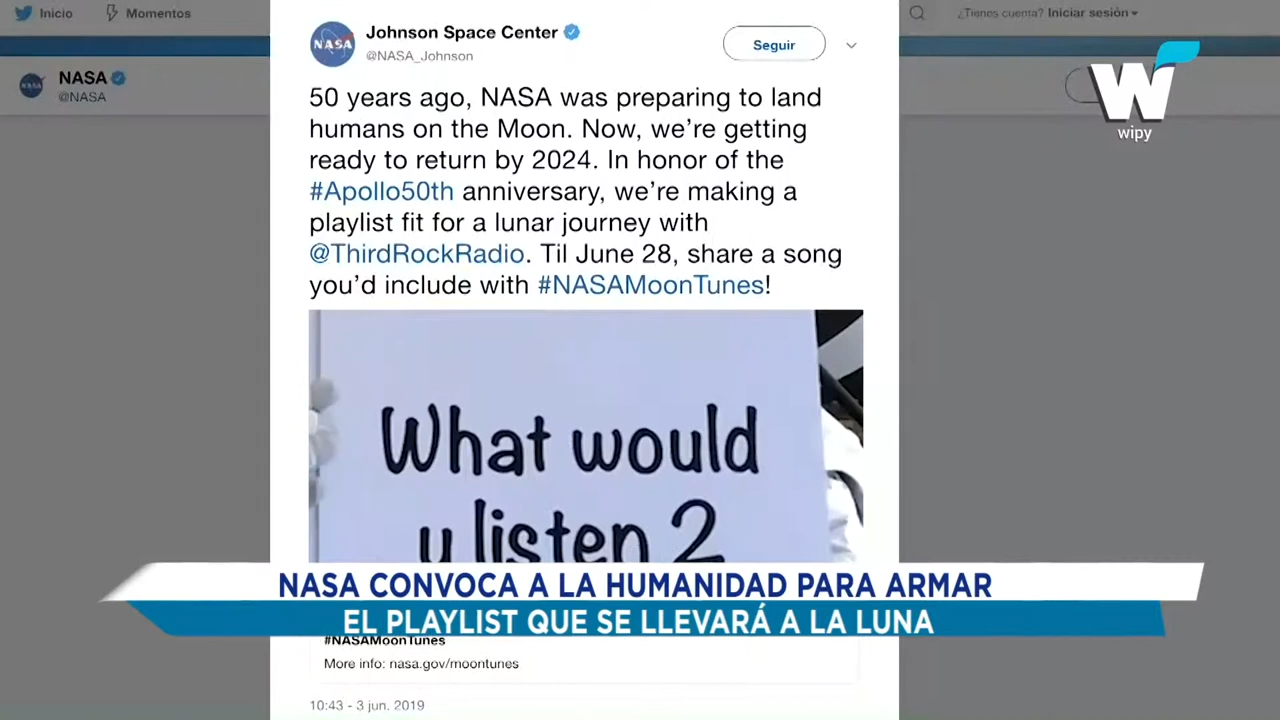 Inicio
Momentos
¿Tienes cuenta? Iniciar sesión
NASA
@NASA
NASA
Johnson Space Center
@NASA_Johnson
Seguir
wipy
50 years ago, NASA was preparing to land
humans on the Moon. Now, we’re getting
ready to return by 2024. In honor of the
#Apollo50th anniversary, we’re making a
playlist fit for a lunar journey with
@ThirdRockRadio. Til June 28, share a song
you’d include with #NASAMoonTunes!
What would
u listen 2
NASA CONVOCA A LA HUMANIDAD PARA ARMAR
EL PLAYLIST QUE SE LLEVARÁ A LA LUNA
#NASAMoonTunes
More info: nasa.gov/moontunes
10:43 - 3 jun. 2019